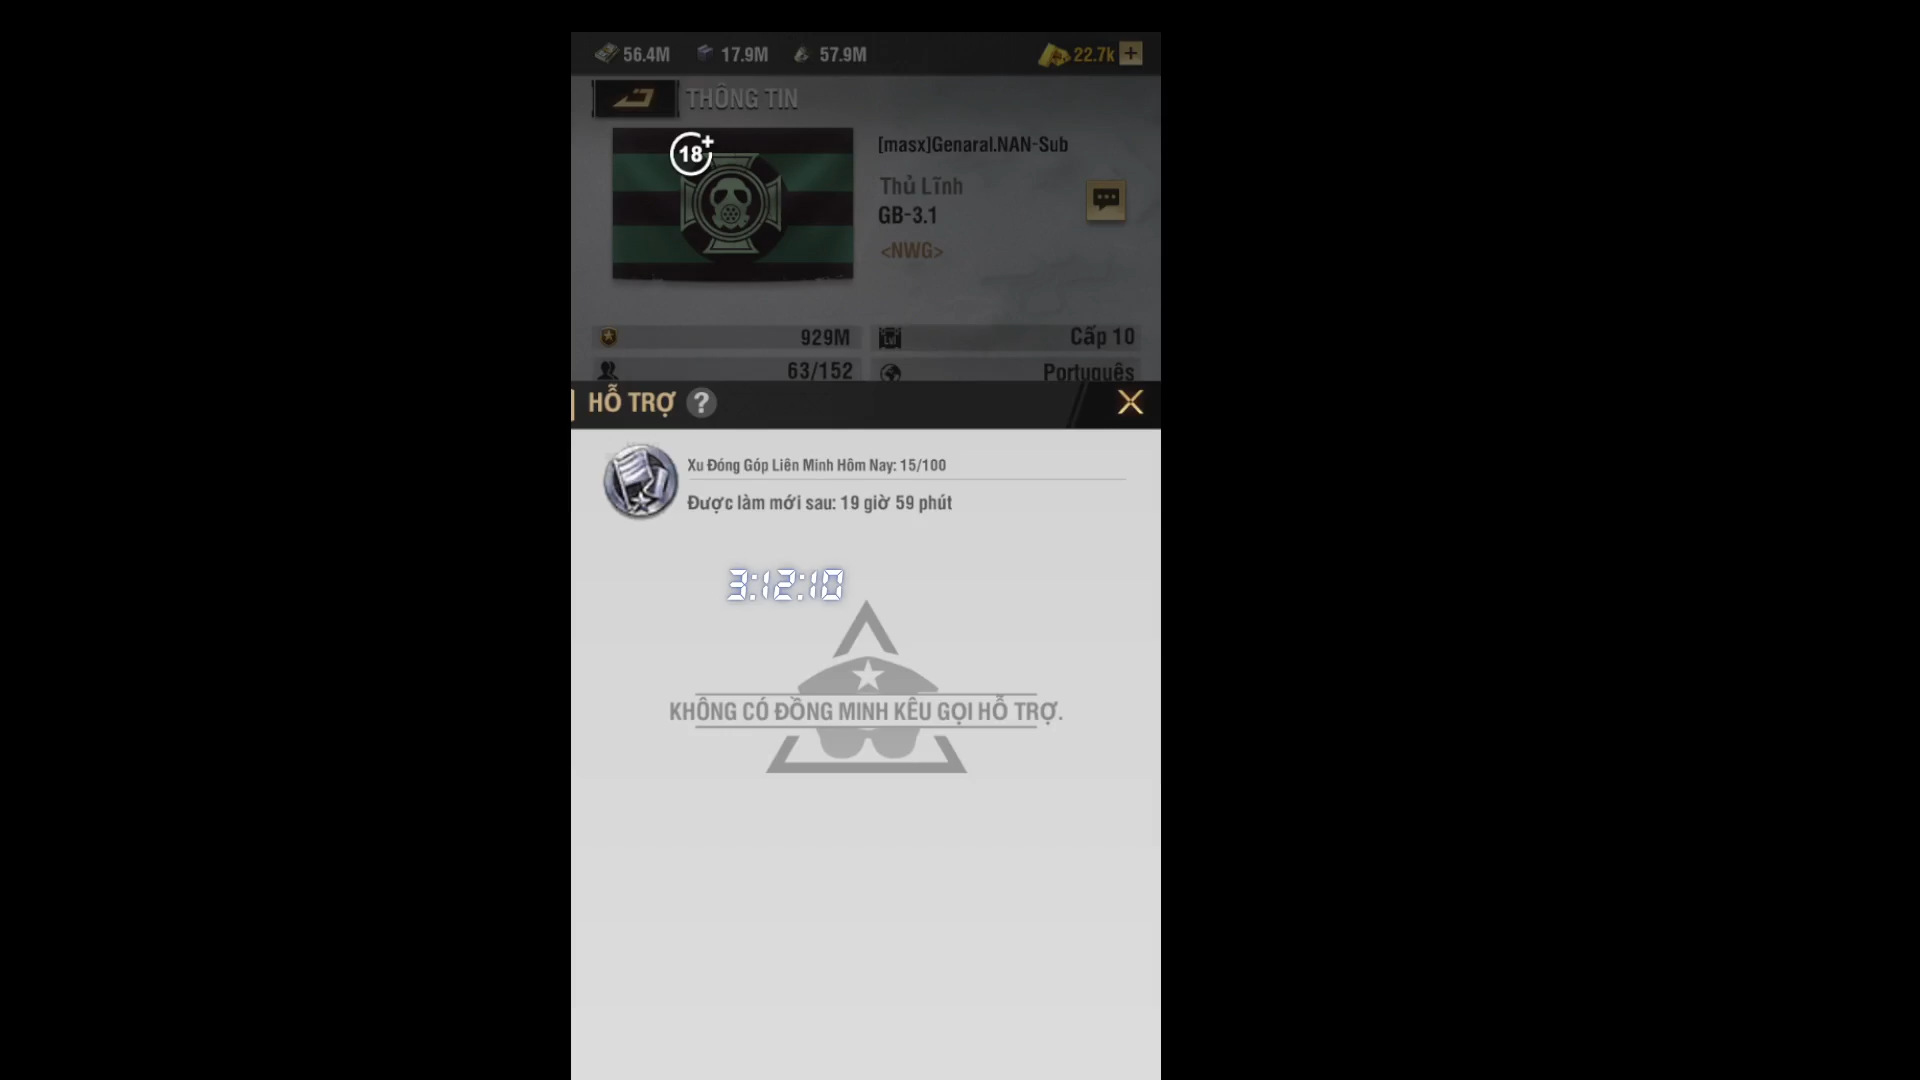 56.4M 17.9M 57.9M 22.7k +
THÔNG TIN
18+
[masx]Genaral.NAN-Sub
Thủ Lĩnh
GB-3.1
<NWG>
929M
Lvl
Cấp 10
63/152
Português
HỖ TRỢ ?
Xu Đóng Góp Liên Minh Hôm Nay: 15/100
Được làm mới sau: 19 giờ 59 phút
3:12:10
KHÔNG CÓ ĐỒNG MINH KÊU GỌI HỖ TRỢ.